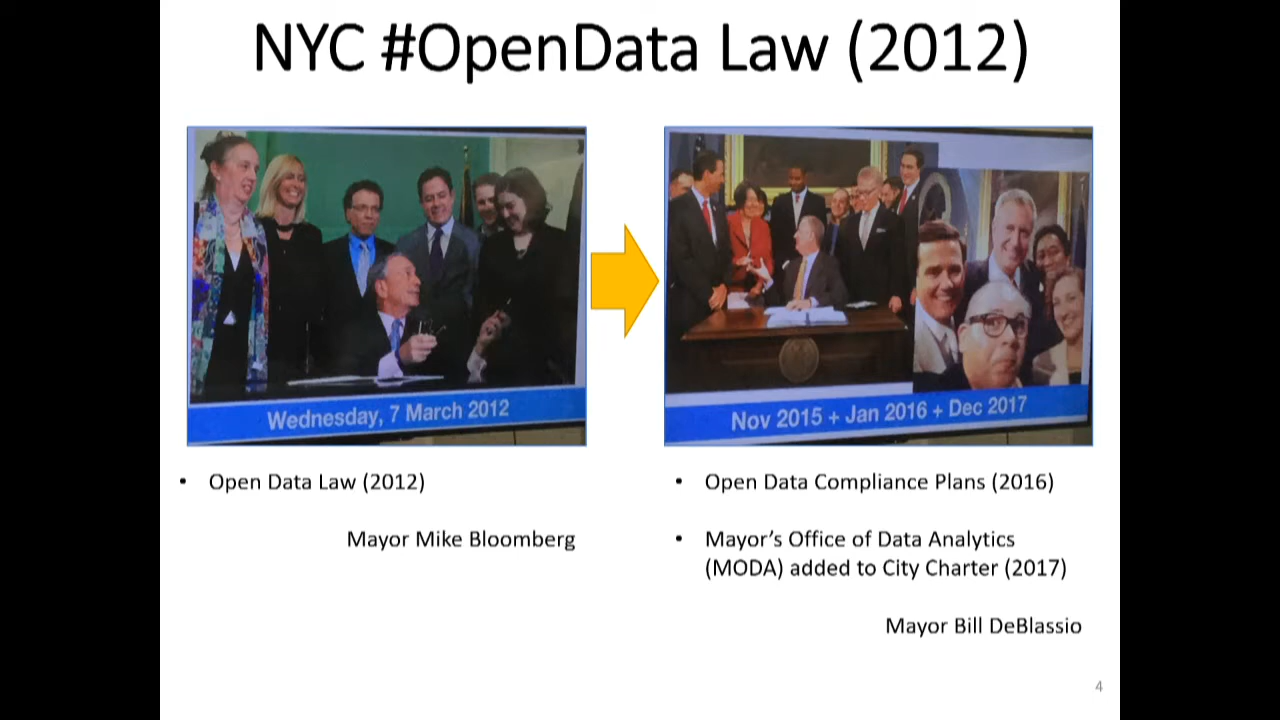 NYC #OpenData Law (2012)
Wednesday, 7 March 2012
Nov 2015 + Jan 2016 + Dec 2017
• Open Data Law (2012)
Mayor Mike Bloomberg
• Open Data Compliance Plans (2016)
• Mayor’s Office of Data Analytics
(MODA) added to City Charter (2017)
Mayor Bill DeBlassio
4